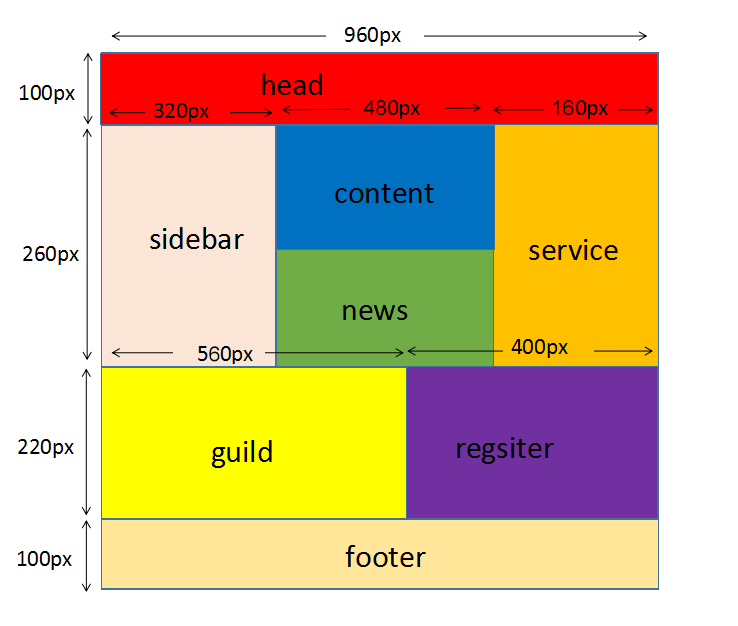 960px
100px
head
320px
480px
160px
content
sidebar
260px
service
news
560px
400px
220px
guild
regsiter
100px
footer